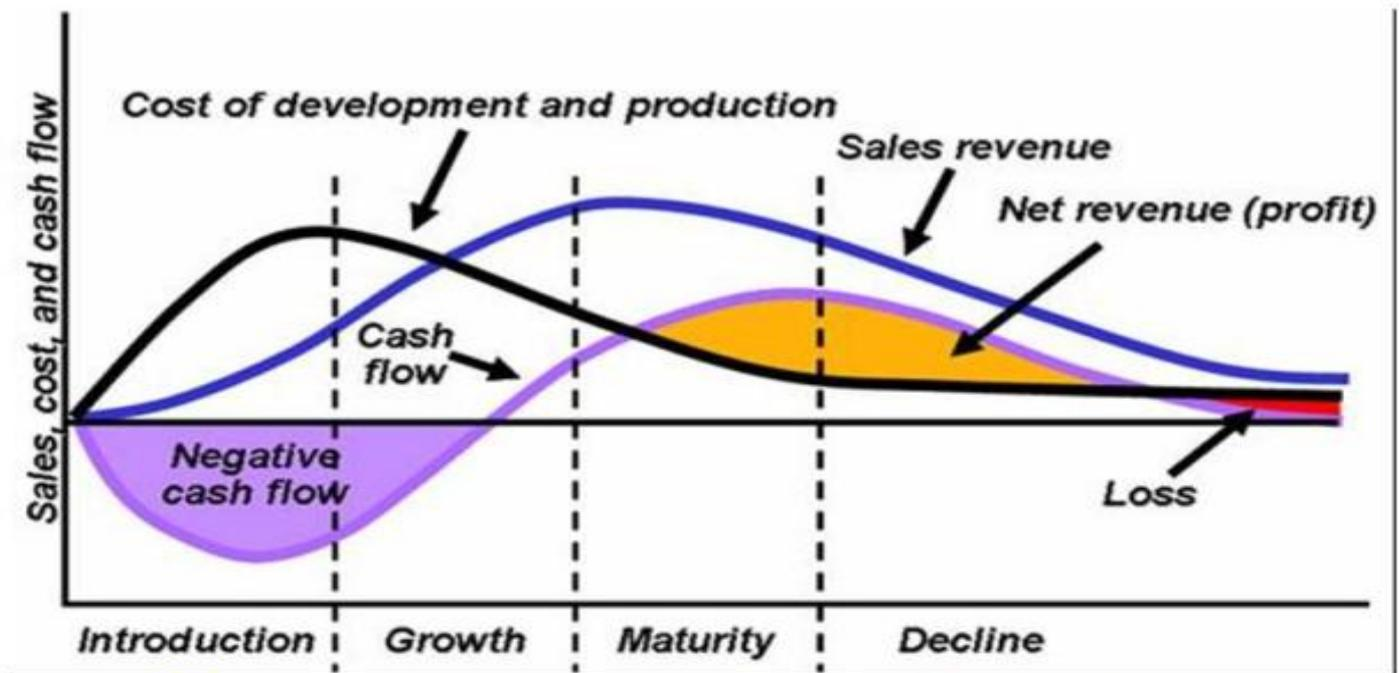 Sales, cost, and cash flow
Cost of development and production
Sales revenue
Net revenue (profit)
Cash
flow
Negative
cash flow
Loss
Introduction
Growth
Maturity
Decline